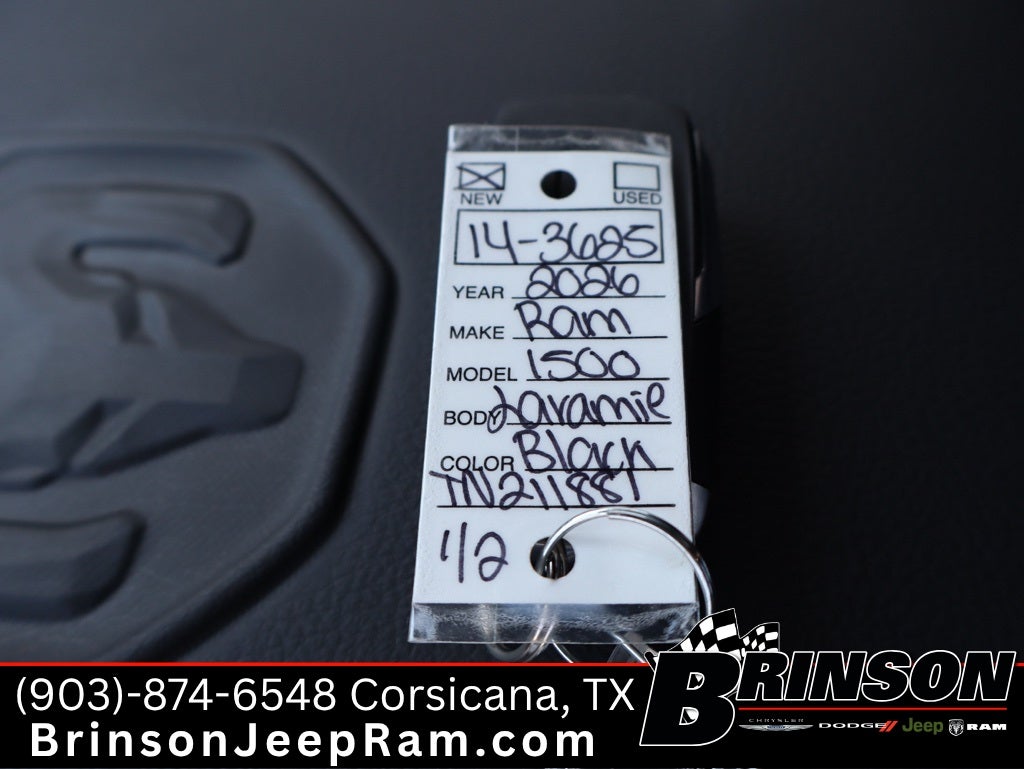 NEW USED
14-3625
YEAR 2026
MAKE Ram
MODEL 1500
BODY Laramie
COLOR Black
TN211881
1/2
(903)-874-6548 Corsicana, TX
BrinsonJeepRam.com
BRINSON
CHRYSLER DODGE Jeep RAM